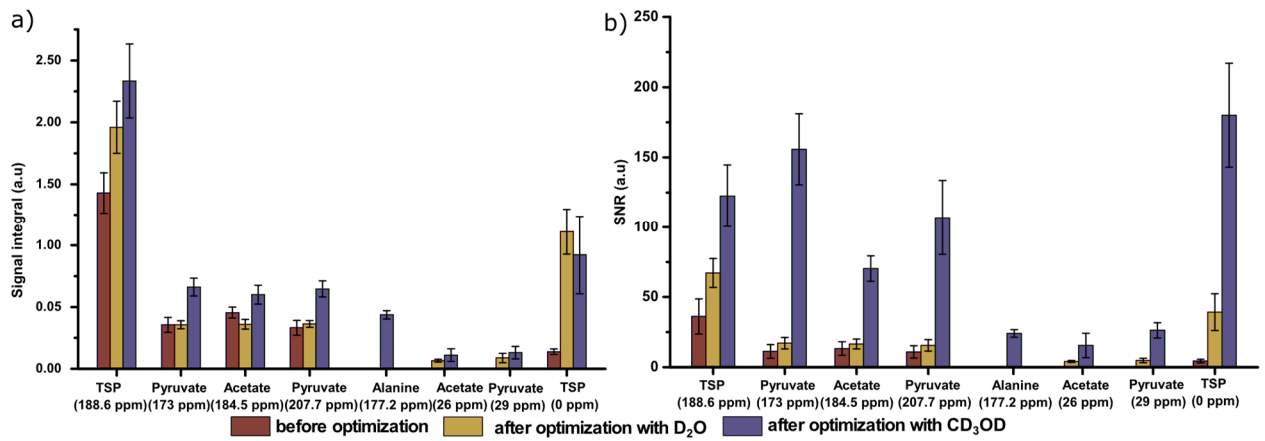 a)
Signal integral (a.u)
2.50
2.00
1.50
1.00
0.05
0.00
TSP Pyruvate Acetate Pyruvate Alanine Acetate Pyruvate TSP
(188.6 ppm) (173 ppm) (184.5 ppm) (207.7 ppm) (177.2 ppm) (26 ppm) (29 ppm) (0 ppm)
b)
SNR (a.u)
250
200
150
100
50
0
TSP Pyruvate Acetate Pyruvate Alanine Acetate Pyruvate TSP
(188.6 ppm) (173 ppm) (184.5 ppm) (207.7 ppm) (177.2 ppm) (26 ppm) (29 ppm) (0 ppm)
before optimization after optimization with D₂O after optimization with CD₃OD